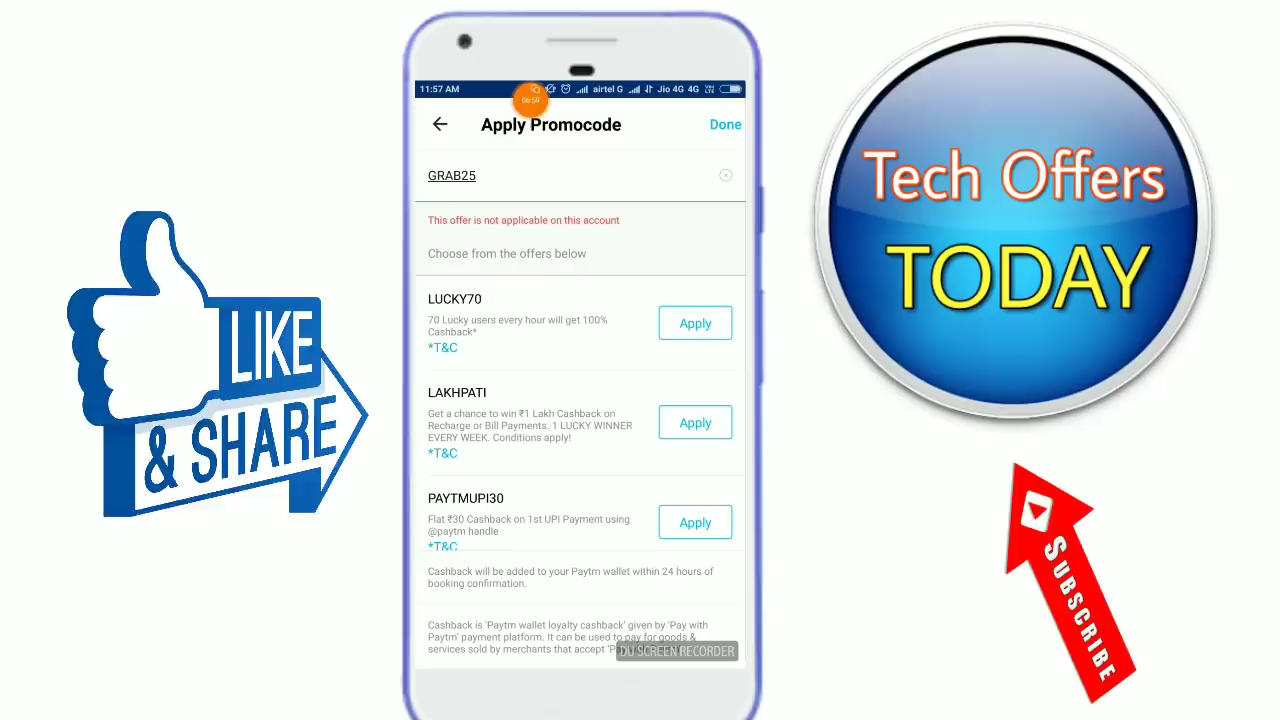 11:57 AM
airtel G
Jio 4G 4G
Apply Promocode
Done
GRAB25
This offer is not applicable on this account
Choose from the offers below
LUCKY70
70 Lucky users every hour will get 100%
Cashback*
*T&C
Apply
LAKHPATI
Get a chance to win ₹1 Lakh Cashback on
Recharge or Bill Payments. 1 LUCKY WINNER
EVERY WEEK. Conditions apply!
*T&C
Apply
PAYTMUPI30
Flat ₹30 Cashback on 1st UPI Payment using
@paytm handle
*T&C
Apply
Cashback will be added to your Paytm wallet within 24 hours of
booking confirmation.
Cashback is 'Paytm wallet loyalty cashback' given by 'Pay with
Paytm' payment platform. It can be used to pay for goods &
services sold by merchants that accept
DU SCREEN RECORDER
LIKE
& SHARE
Tech Offers
TODAY
SUBSCRIBE